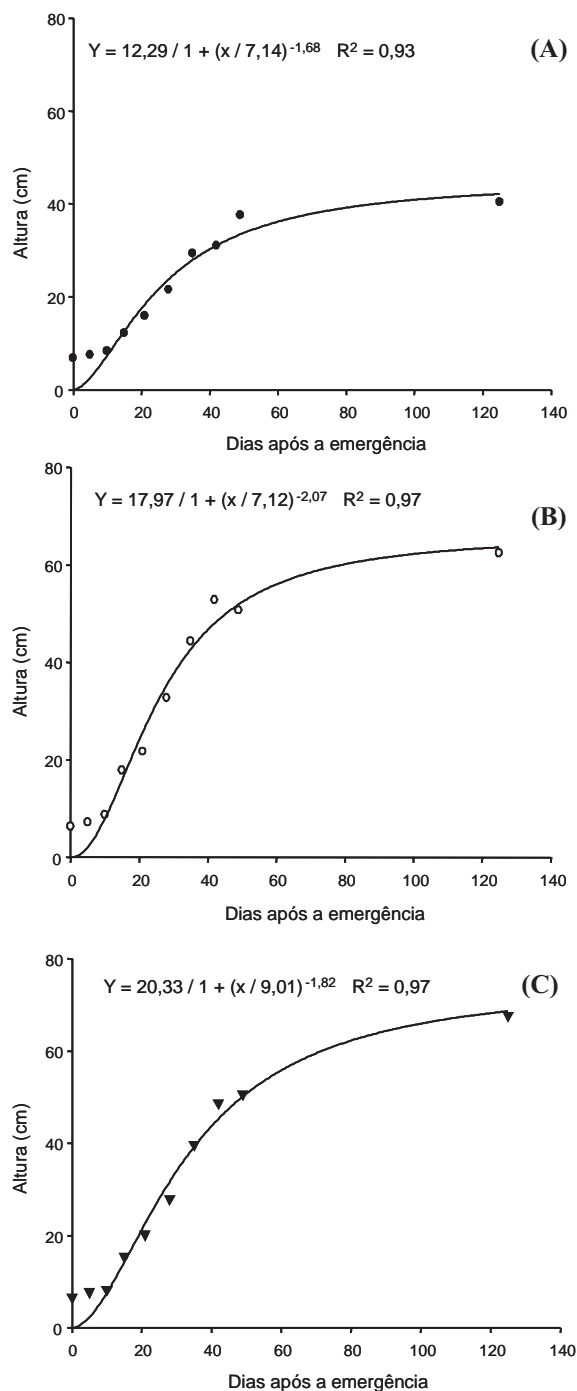 80
Y = 12,29 / 1 + (x / 7,14)^-1,68 R² = 0,93 (A)
60
Altura (cm)
40
20
0
0 20 40 60 80 100 120 140
Dias após a emergência
80
Y = 17,97 / 1 + (x / 7,12)^-2,07 R² = 0,97 (B)
60
Altura (cm)
40
20
0
0 20 40 60 80 100 120 140
Dias após a emergência
80
Y = 20,33 / 1 + (x / 9,01)^-1,82 R² = 0,97 (C)
60
Altura (cm)
40
20
0
0 20 40 60 80 100 120 140
Dias após a emergência